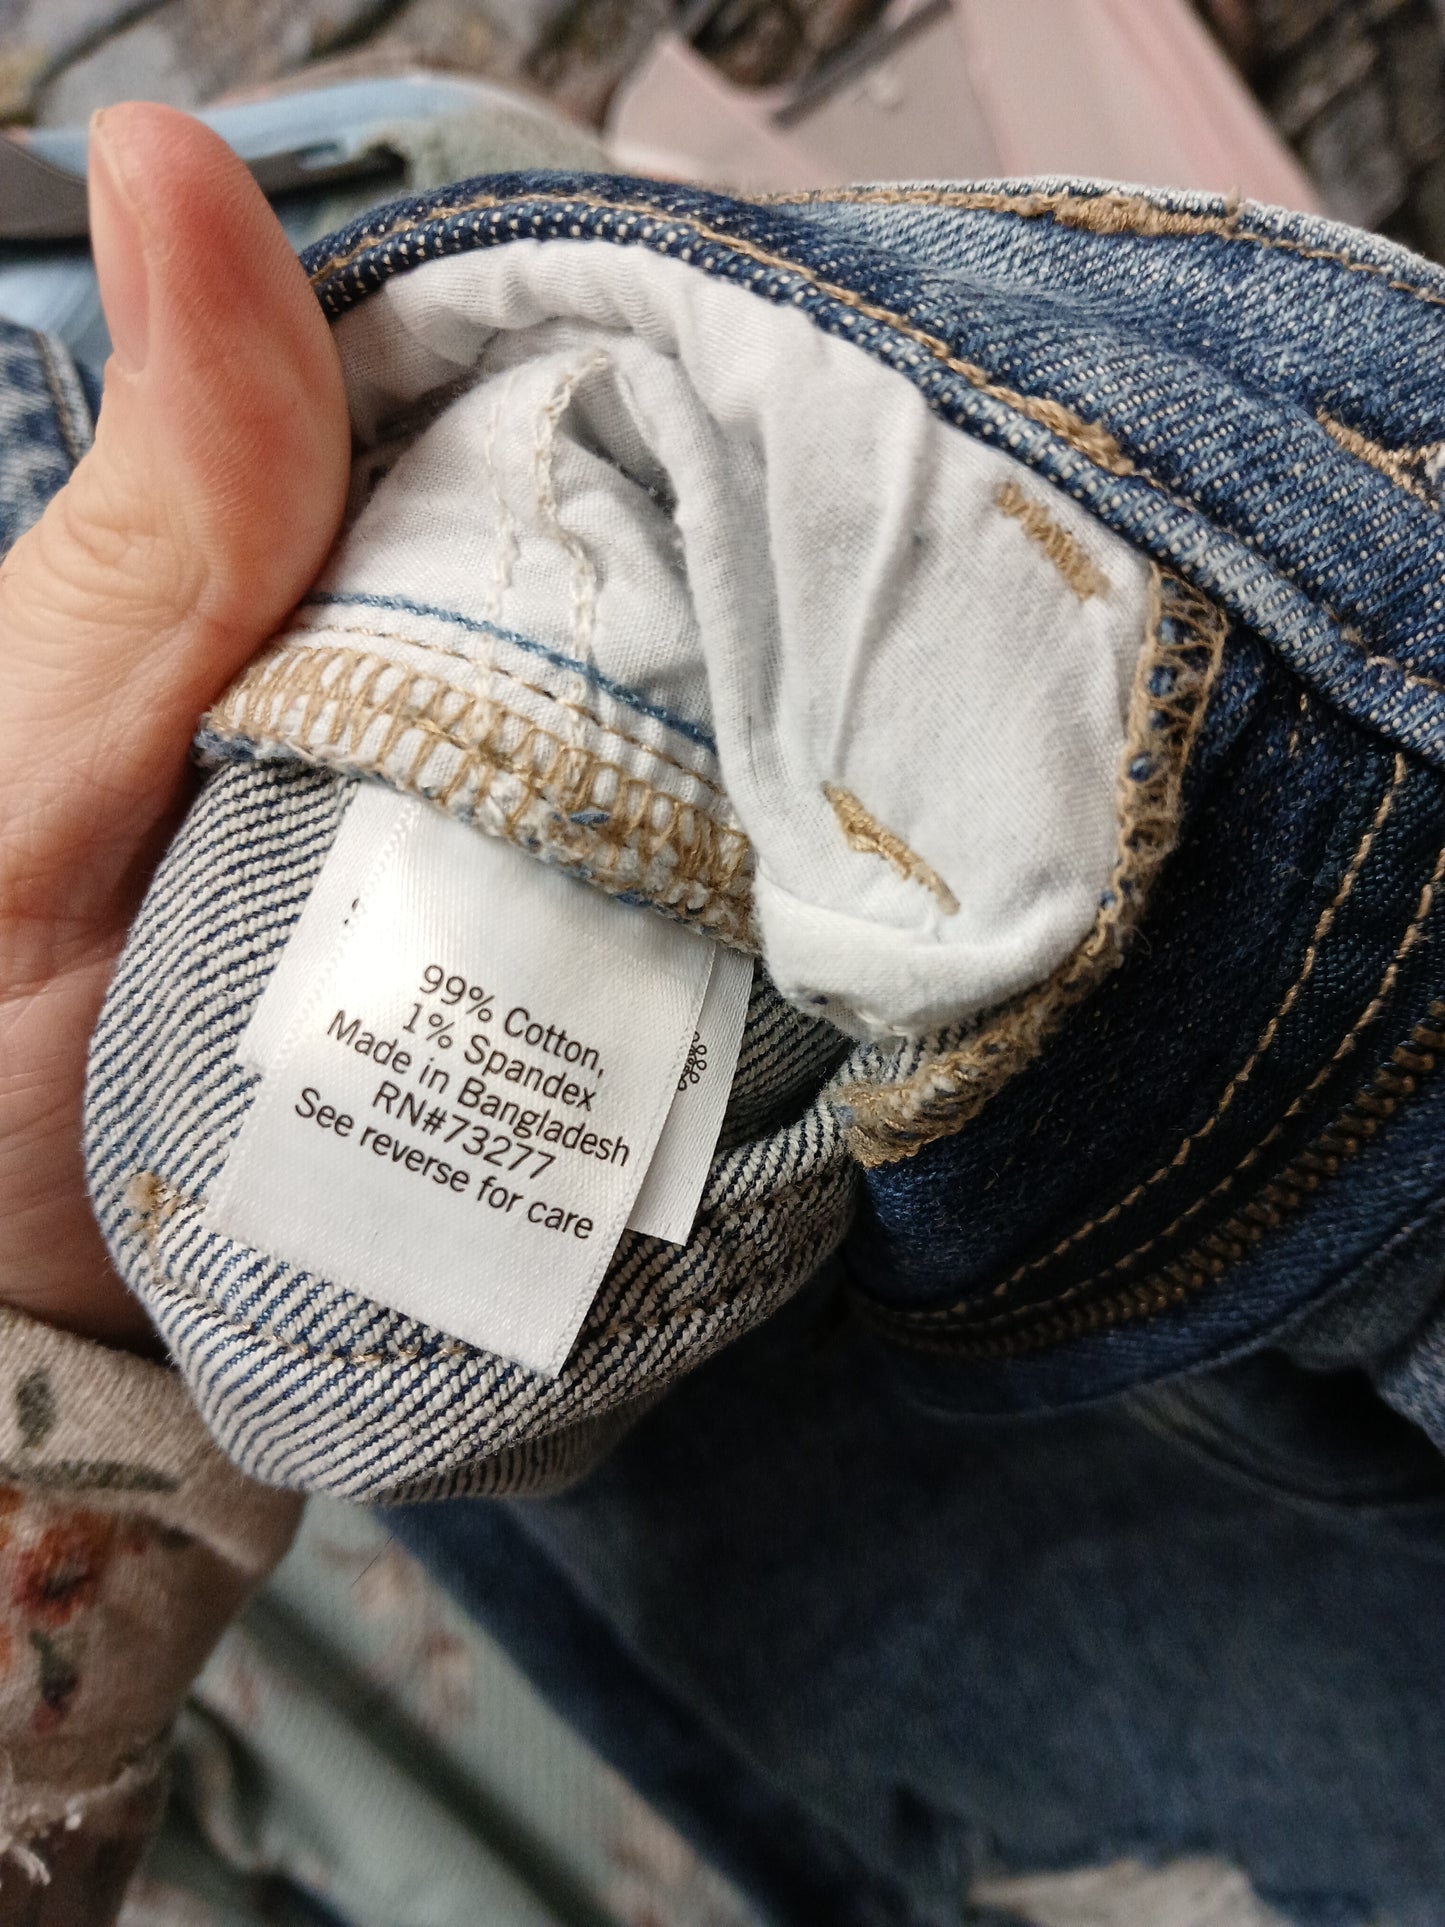 99% Cotton,
1% Spandex
Made in Bangladesh
RN#73277
See reverse for care